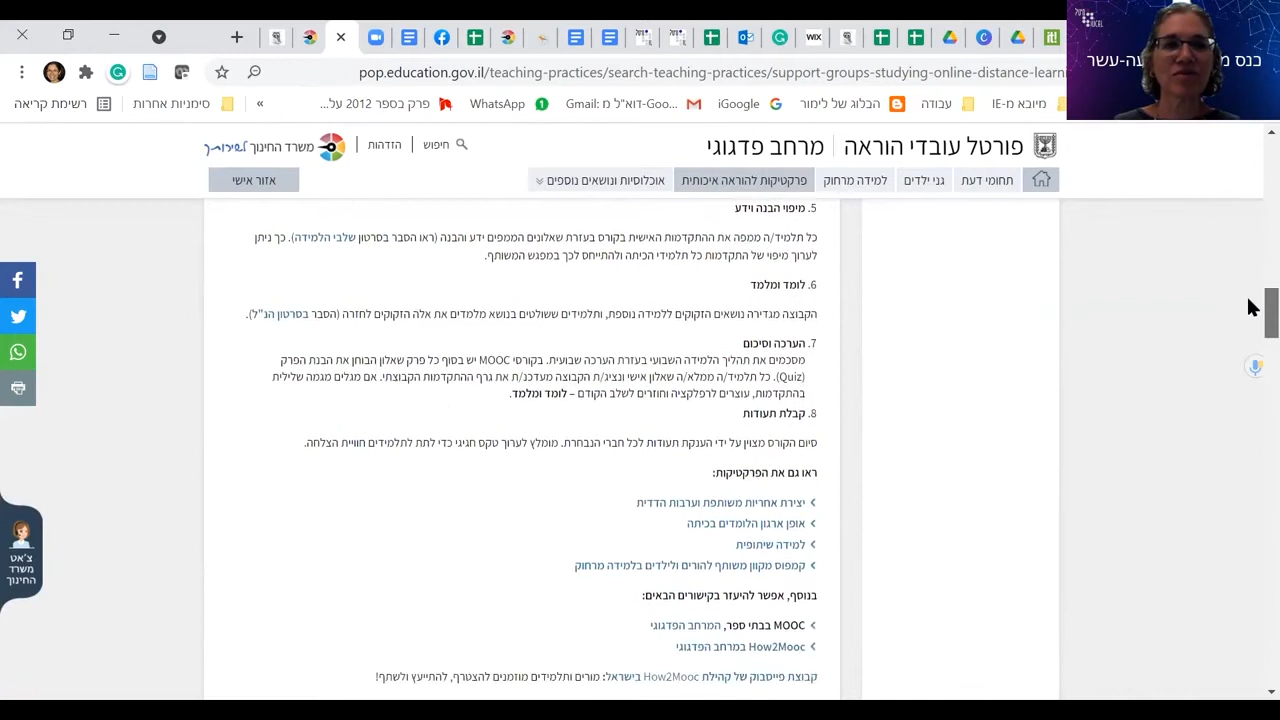 pop.education.gov.il/teaching-practices/search-teaching-practices/support-groups-studying-online-distance-learni
רשימת קריאה
סימניות אחרות
»
פרק בספר 2012 על...
WhatsApp
Gmail: דוא"ל מ-Goo...
iGoogle
הבלוג של לימור
עבודה
מיובא מ-IE
WIX
it!
כנס מ
עה-עשר
פורטל עובדי הוראה
מרחב פדגוגי
חיפוש
הזדהות
משרד החינוך לשירותך
תחומי דעת
גני ילדים
למידה מרחוק
פרקטיקות להוראה איכותית
אוכלוסיות ונושאים נוספים
אזור אישי
5. מיפוי הבנה וידע
כל תלמיד/ה ממפה את ההתקדמות האישית בקורס בעזרת שאלונים הממפים ידע והבנה (ראו הסבר בסרטון שלבי הלמידה). כך ניתן
לערוך מיפוי של התקדמות כל תלמידי הכיתה ולהתייחס לכך במפגש המשותף.
6. לומד ומלמד
הקבוצה מגדירה נושאים הזקוקים ללמידה נוספת, ותלמידים ששולטים בנושא מלמדים את אלה הזקוקים לחזרה (הסבר בסרטון הנ"ל).
7. הערכה וסיכום
מסכמים את תהליך הלמידה השבועי בעזרת הערכה שבועית. בקורסי MOOC יש בסוף כל פרק שאלון הבוחן את הבנת הפרק
(Quiz). כל תלמיד/ה ממלא/ה שאלון אישי ונציג/ת הקבוצה מעדכנ/ת את גרף ההתקדמות הקבוצתי. אם מגלים מגמה שלילית
בהתקדמות, עוצרים לרפלקציה וחוזרים לשלב הקודם – לומד ומלמד.
8. קבלת תעודות
סיום הקורס מצוין על ידי הענקת תעודות לכל חברי הנבחרת. מומלץ לערוך טקס חגיגי כדי לתת לתלמידים חוויית הצלחה.
ראו גם את הפרקטיקות:
יצירת אחריות משותפת וערבות הדדית
אופן ארגון הלומדים בכיתה
למידה שיתופית
קמפוס מקוון משותף להורים ולילדים בלמידה מרחוק
בנוסף, אפשר להיעזר בקישורים הבאים:
MOOC בבתי ספר, המרחב הפדגוגי
How2Mooc במרחב הפדגוגי
קבוצת פייסבוק של קהילת How2Mooc בישראל: מורים ותלמידים מוזמנים להצטרף, להתייעץ ולשתף!
צ'אט
משרד
החינוך